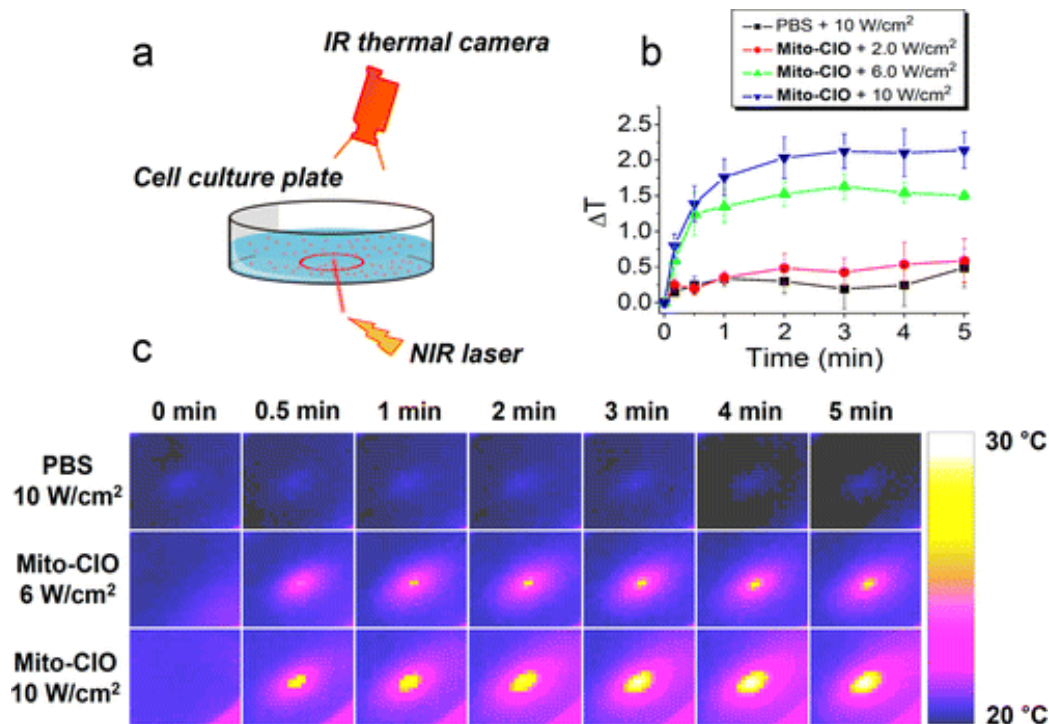 a
IR thermal camera
Cell culture plate
NIR laser
b
PBS + 10 W/cm²
Mito-CIO + 2.0 W/cm²
Mito-CIO + 6.0 W/cm²
Mito-CIO + 10 W/cm²
ΔT
2.5
2.0
1.5
1.0
0.5
0.0
0 1 2 3 4 5
Time (min)
c
0 min 0.5 min 1 min 2 min 3 min 4 min 5 min
PBS
10 W/cm²
Mito-CIO
6 W/cm²
Mito-CIO
10 W/cm²
30 °C
20 °C